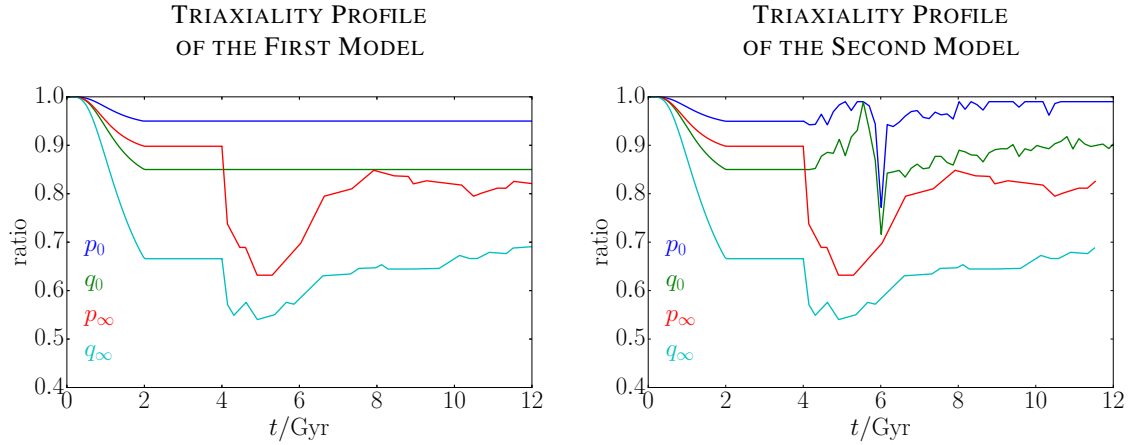 TRIAXIALITY PROFILE
OF THE FIRST MODEL
1.0
0.9
0.8
0.7
0.6
0.5
0.4
ratio
p₀
q₀
p∞
q∞
0 2 4 6 8 10 12
t/Gyr
TRIAXIALITY PROFILE
OF THE SECOND MODEL
1.0
0.9
0.8
0.7
0.6
0.5
0.4
ratio
p₀
q₀
p∞
q∞
0 2 4 6 8 10 12
t/Gyr